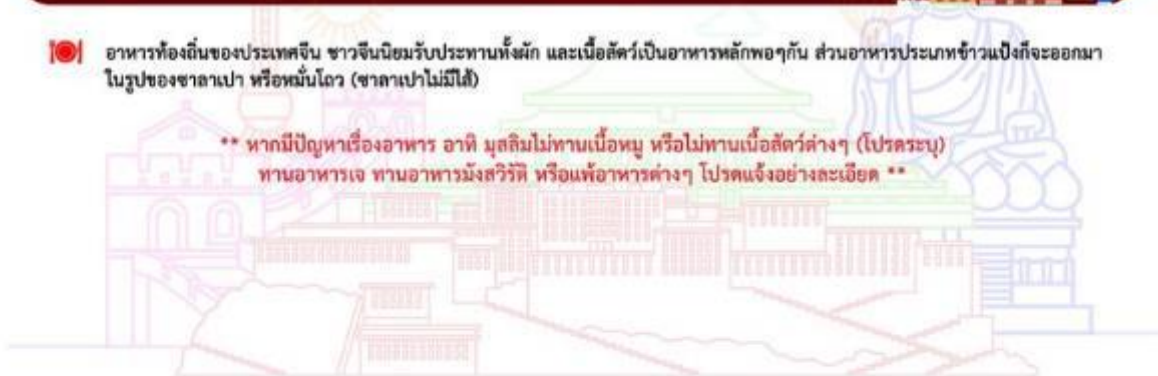 อาหารท้องถิ่นของประเทศจีน ชาวจีนนิยมรับประทานทั้งผัก และเนื้อสัตว์เป็นอาหารหลักพอๆกัน ส่วนอาหารประเภทข้าวแป้งก็จะออกมา
ในรูปของซาลาเปา หรือหมั่นโถว (ซาลาเปาไม่มีไส้)
** หากมีปัญหาเรื่องอาหาร อาทิ มุสลิมไม่ทานเนื้อหมู หรือไม่ทานเนื้อสัตว์ต่างๆ (โปรดระบุ)
ทานอาหารเจ ทานอาหารมังสวิรัติ หรือแพ้อาหารต่างๆ โปรดแจ้งอย่างละเอียด **